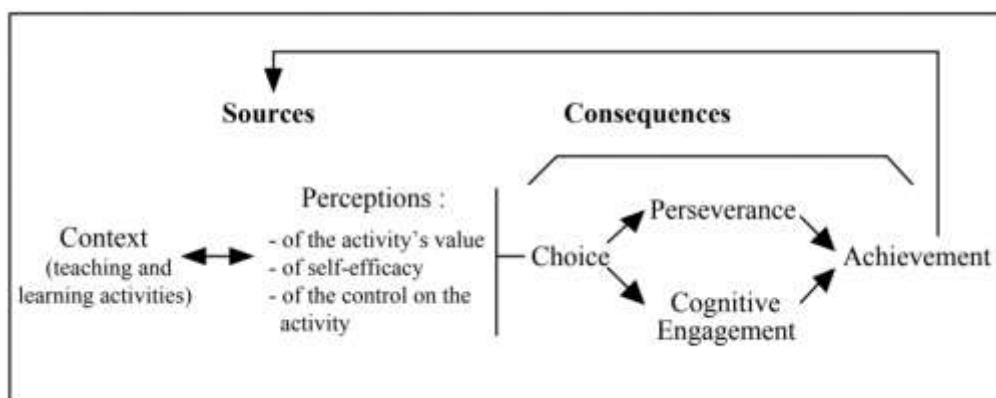 Sources
Consequences
Perceptions :
- of the activity's value
- of self-efficacy
- of the control on the
activity
Context
(teaching and
learning activities)
Choice
Perseverance
Cognitive
Engagement
Achievement